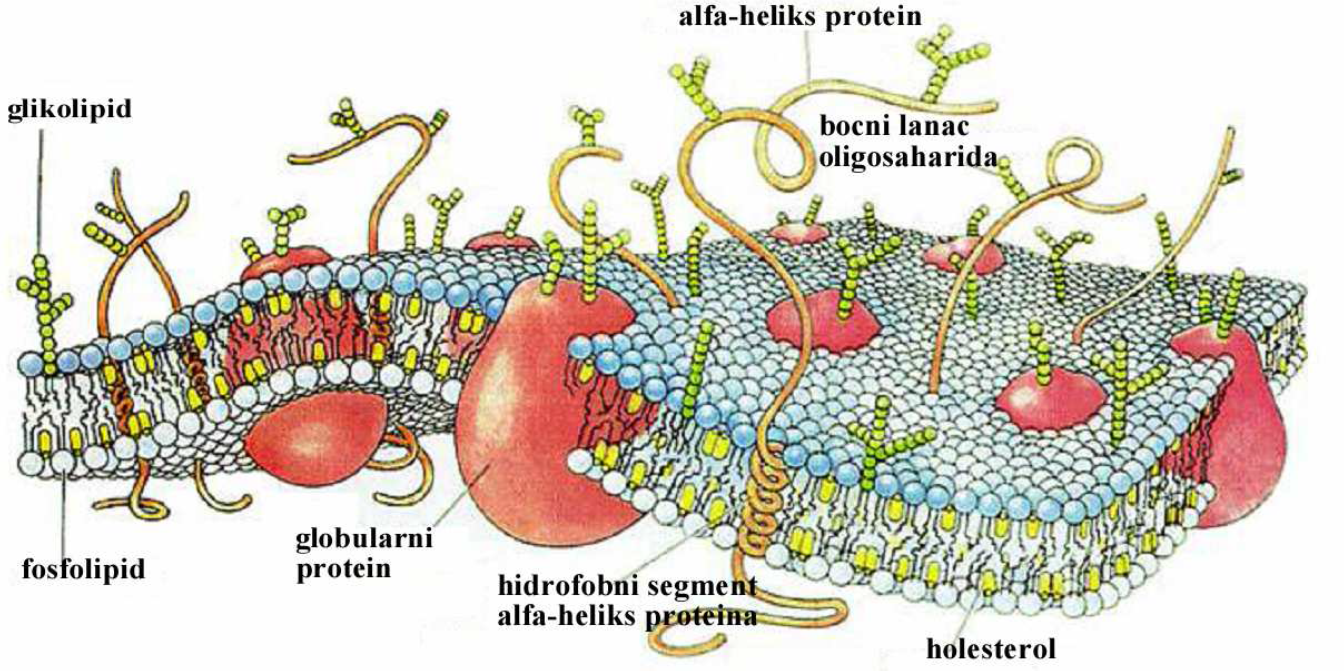 alfa-heliks protein
glikolipid
bocni lanac
oligosaharida
globularni
protein
fosfolipid
hidrofobni segment
alfa-heliks proteina
holesterol